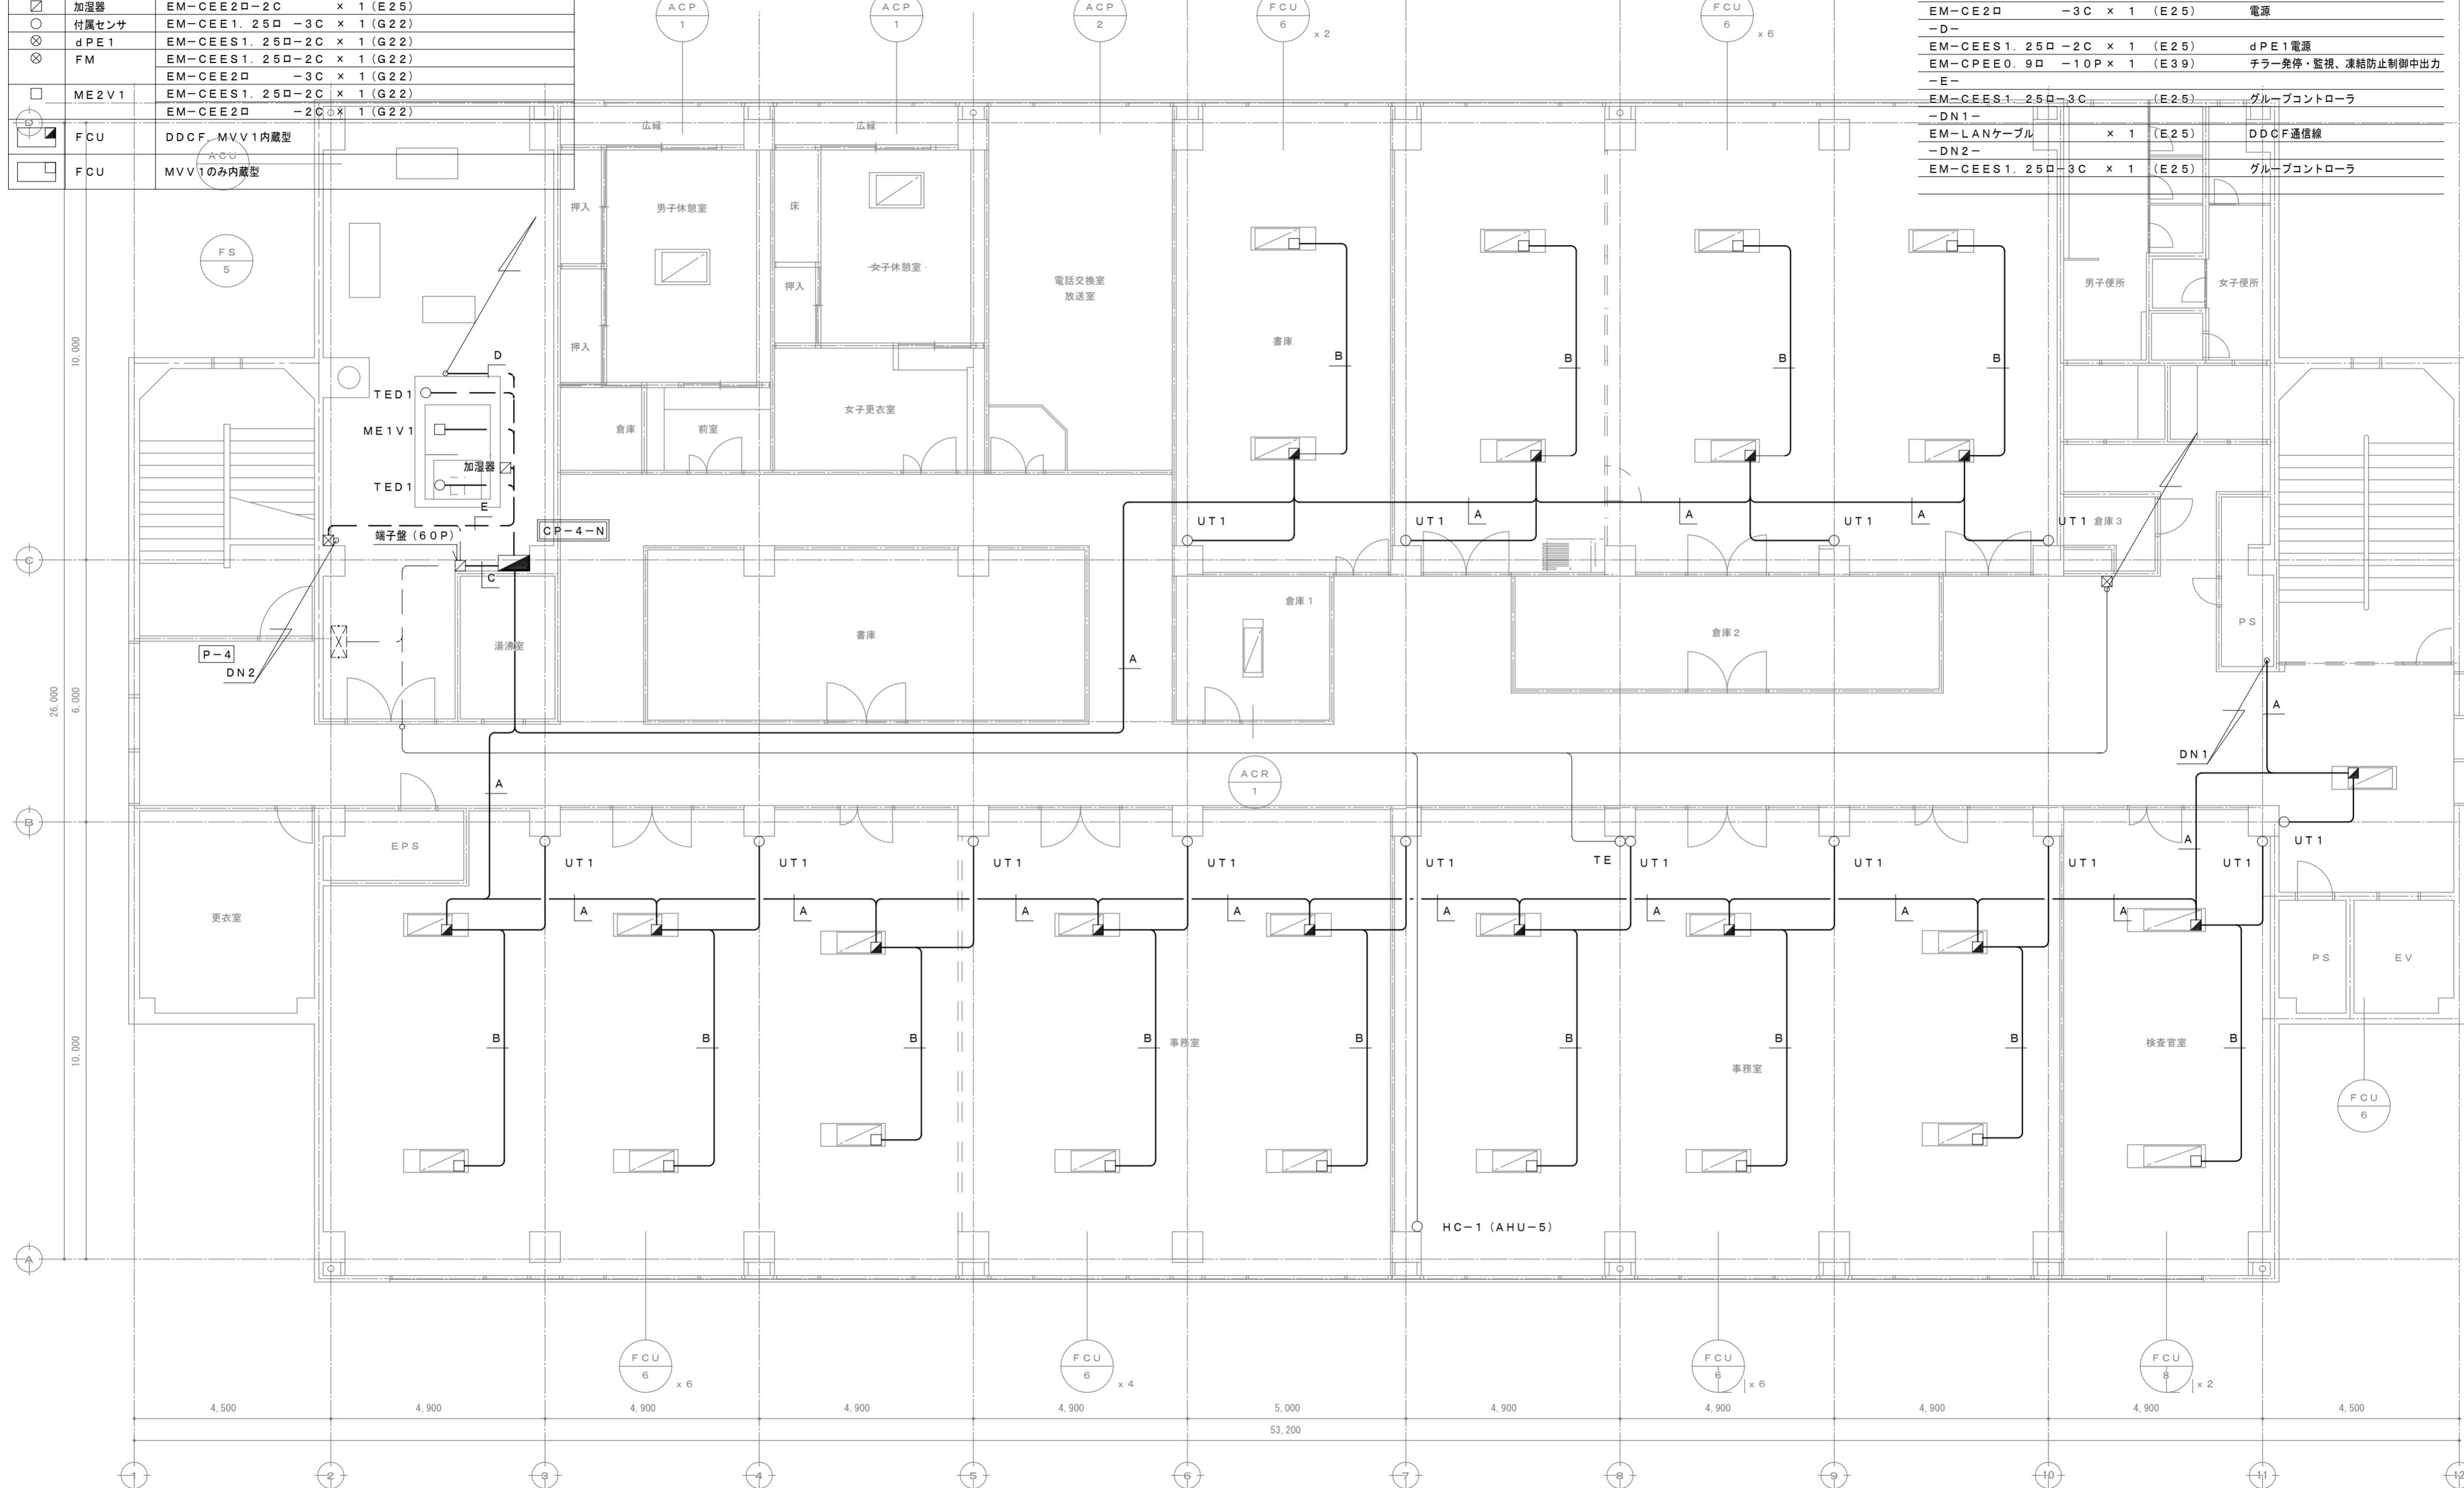 加湿器 EM－CEE2□－2C × 1(E25)
付属センサ EM－CEE1．25□ －3C × 1(G22)
dPE1 EM－CEES1．25□－2C × 1(G22)
FM EM－CEES1．25□－2C × 1(G22)
EM－CEE2□ －3C × 1(G22)
ME2V1 EM－CEES1．25□－2C × 1(G22)
EM－CEE2□ －2C × 1(G22)
FCU DDCF，MVV1内蔵型
FCU MVV1のみ内蔵型
ACP
1
ACP
1
ACP
2
FCU
6
x 2
FCU
6
x 6
EM－CE2□ －3C × 1 (E25) 電源
－D－
EM－CEES1．25□ －2C × 1 (E25) dPE1電源
EM－CPEE0．9□ －10P× 1 (E39) チラー発停・監視、凍結防止制御中出力
－E－
EM－CEES1．25□－3C (E25) グループコントローラ
－DN1－
EM－LANケーブル × 1 (E25) DDCF通信線
－DN2－
EM－CEES1．25□－3C × 1 (E25) グループコントローラ
D
ACU
FS
5
広縁
広縁
押入
男子休憩室
床
女子休憩室
押入
押入
電話交換室
放送室
書庫
男子便所
女子便所
B
B
B
B
D
TED1
ME1V1
加湿器
TED1
E
倉庫
前室
女子更衣室
端子盤（60P）
CP－4－N
C
C
UT1
UT1
A
A
UT1
A
UT1
倉庫3
P－4
DN2
湯沸室
書庫
A
倉庫1
倉庫2
PS
A
DN1
ACR
1
A
B
EPS
更衣室
UT1
UT1
UT1
UT1
UT1
TE
UT1
UT1
UT1
UT1
UT1
A
A
A
A
A
A
A
A
A
B
B
B
B
事務室
B
B
B
事務室
B
検査官室
B
PS
EV
FCU
6
HC－1（AHU－5）
A
FCU
6
x 6
FCU
6
x 4
FCU
6
x 6
FCU
8
x 2
10,000
6,000
26,000
10,000
4,500
4,900
4,900
4,900
4,900
5,000
4,900
4,900
4,900
4,900
4,500
53,200
1
2
3
4
5
6
7
8
9
10
11
12